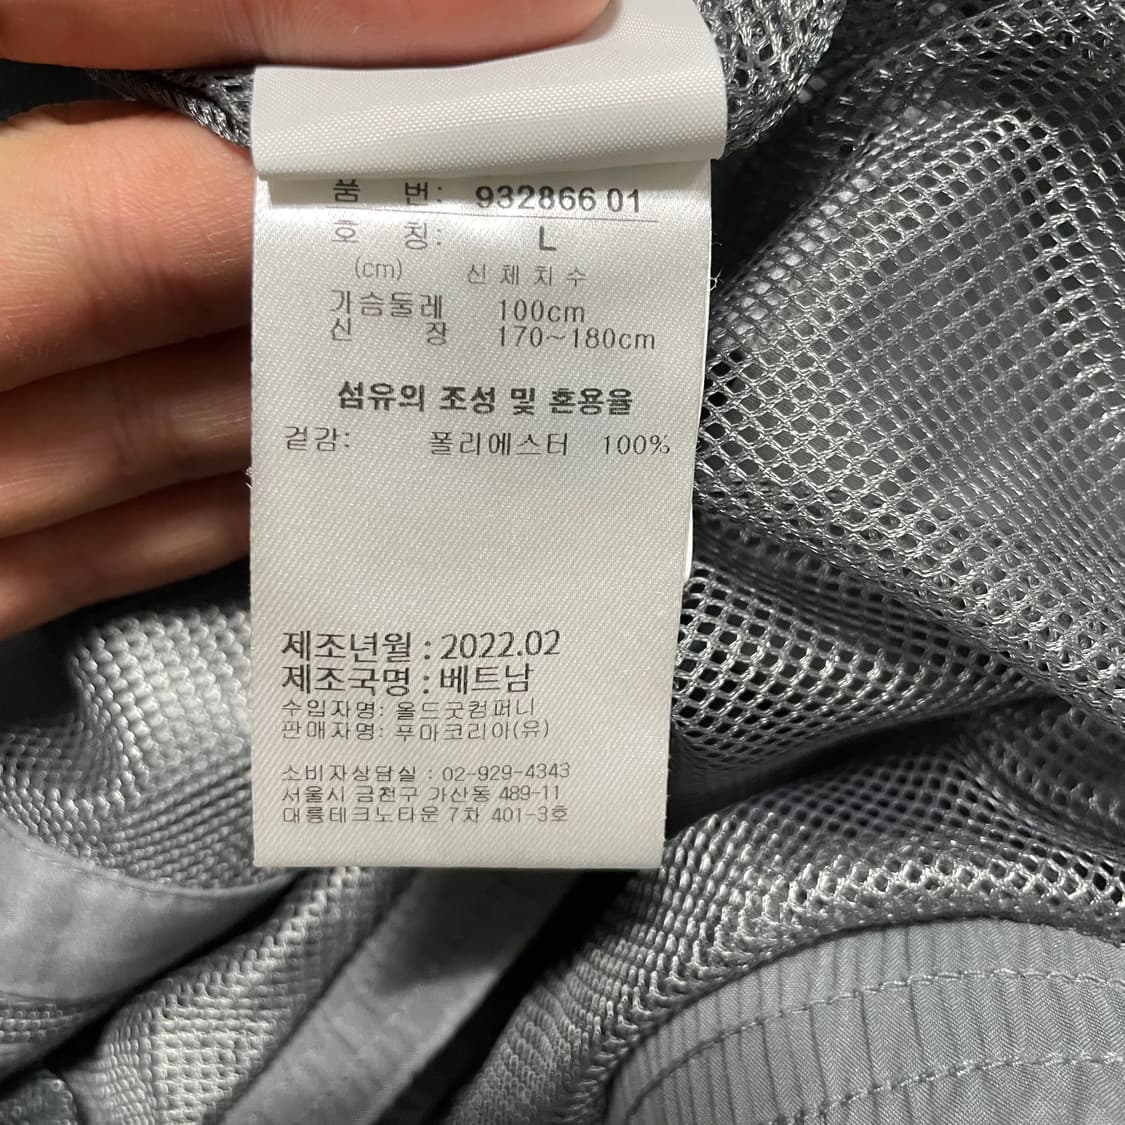 품 번: 932866 01
호 칭: L
(cm) 신체치수
가슴둘레 100cm
신 장 170~180cm
섬유의 조성 및 혼용율
겉감: 폴리에스터 100%
제조년월 : 2022.02
제조국명 : 베트남
수입자명: 올드굿컴퍼니
판매자명: 푸마코리아(유)
소비자상담실 : 02-929-4343
서울시 금천구 가산동 489-11
대륭테크노타운 7차 401-3호